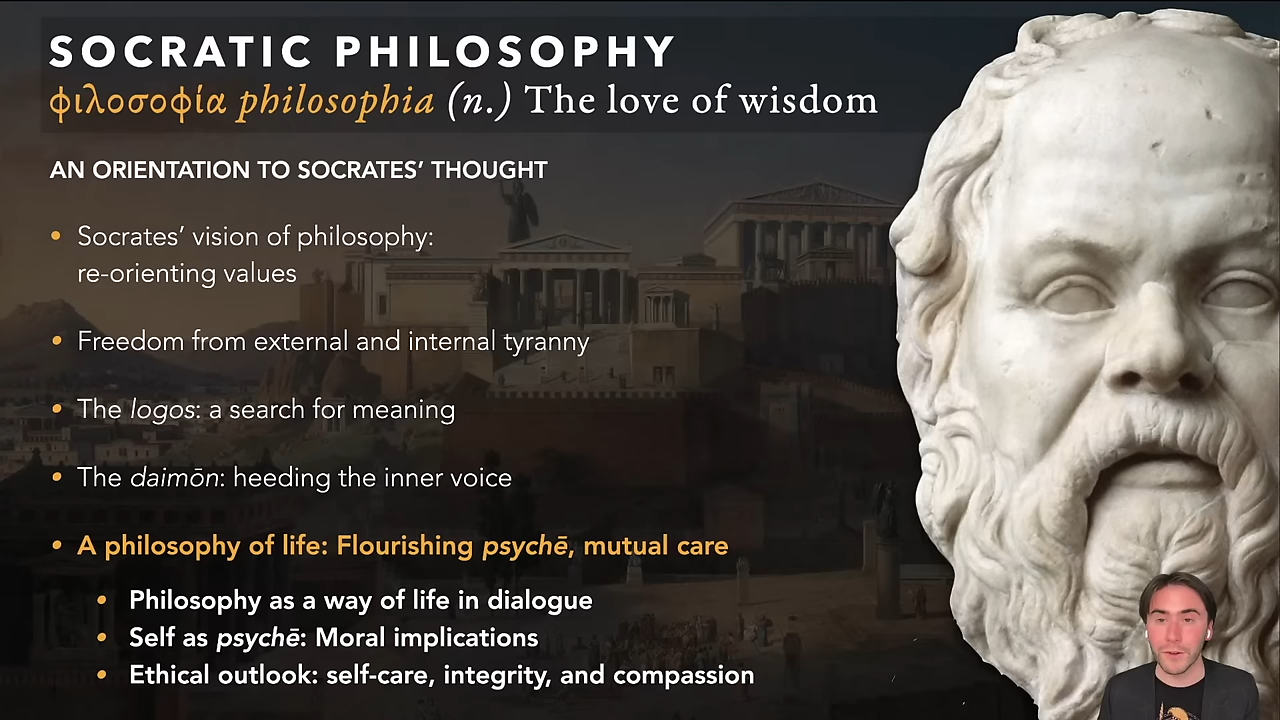 SOCRATIC PHILOSOPHY
φιλοσοφία philosophia (n.) The love of wisdom
AN ORIENTATION TO SOCRATES’ THOUGHT
• Socrates’ vision of philosophy:
re-orienting values
• Freedom from external and internal tyranny
• The logos: a search for meaning
• The daimōn: heeding the inner voice
• A philosophy of life: Flourishing psychē, mutual care
• Philosophy as a way of life in dialogue
• Self as psychē: Moral implications
• Ethical outlook: self-care, integrity, and compassion